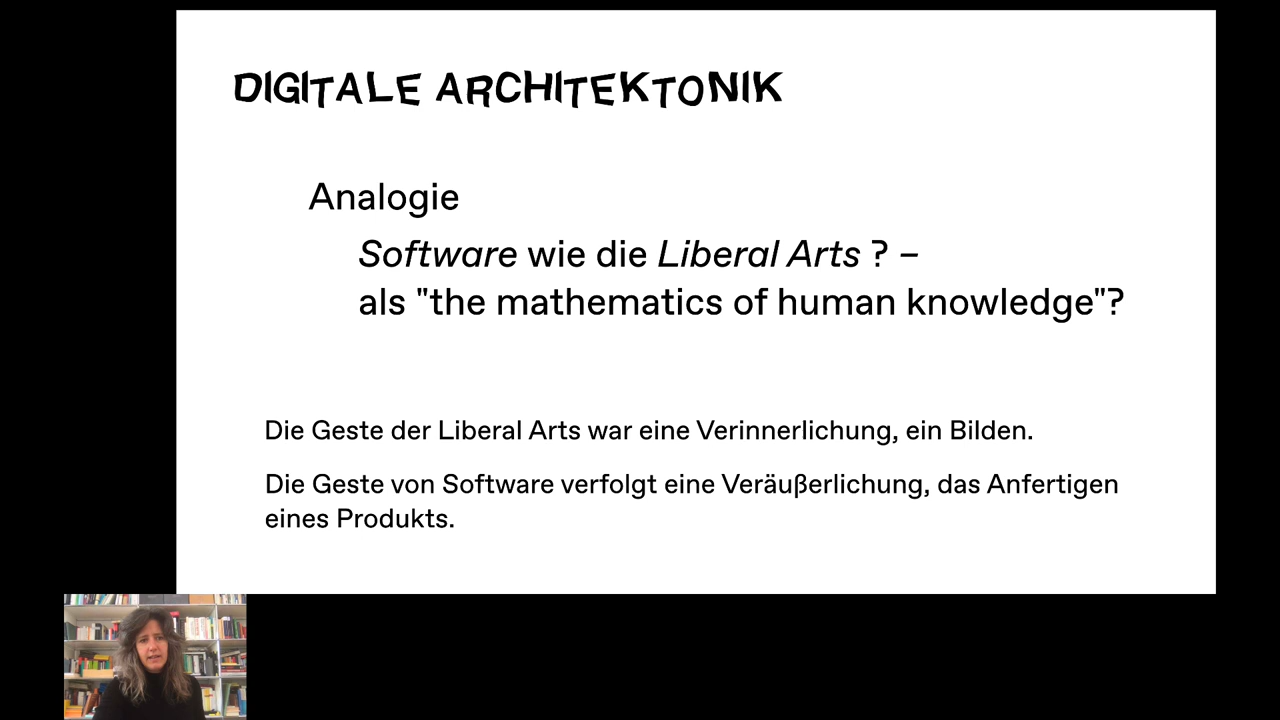 DIGITALE ARCHITEKTONIK
Analogie
Software wie die Liberal Arts ? –
als "the mathematics of human knowledge"?
Die Geste der Liberal Arts war eine Verinnerlichung, ein Bilden.
Die Geste von Software verfolgt eine Veräußerlichung, das Anfertigen
eines Produkts.